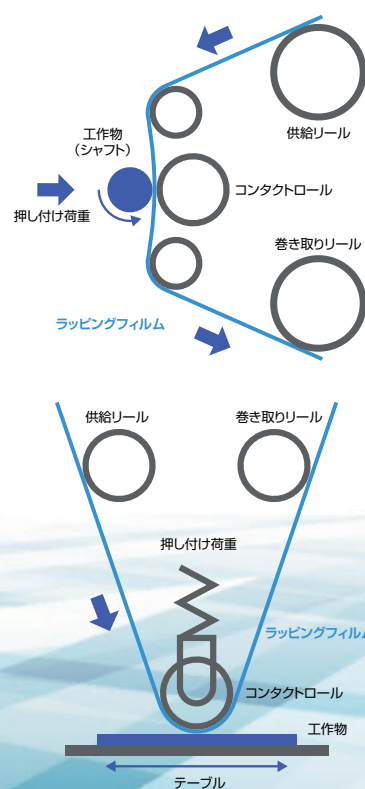 供給リール
工作物
（シャフト）
コンタクトロール
押し付け荷重
巻き取りリール
ラッピングフィルム
供給リール
巻き取りリール
押し付け荷重
ラッピングフィルム
コンタクトロール
工作物
テーブル